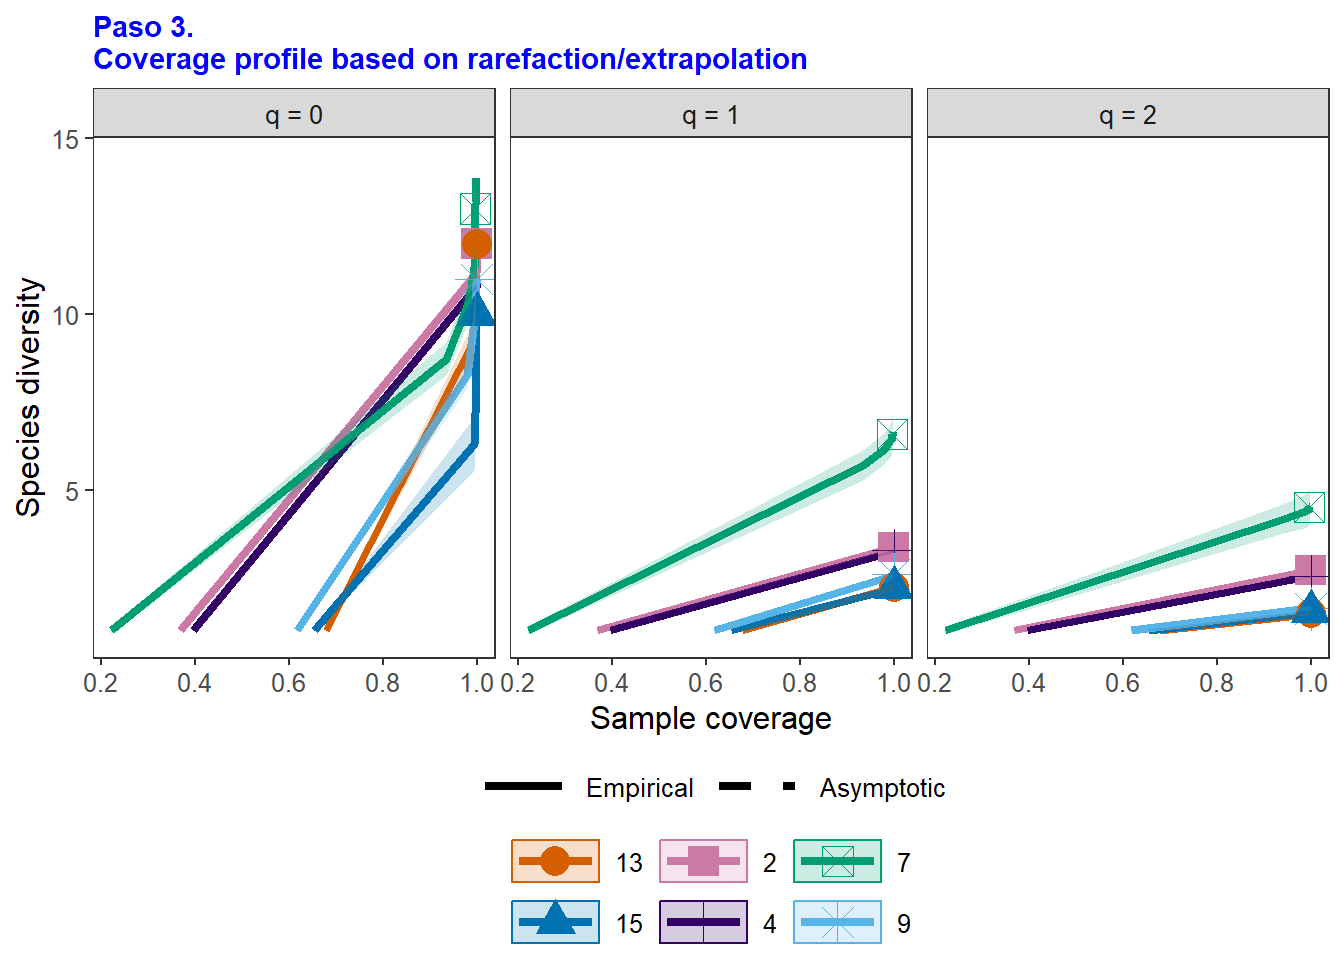 Paso 3.
Coverage profile based on rarefaction/extrapolation
q = 0
q = 1
q = 2
15
10
5
Species diversity
0.2 0.4 0.6 0.8 1.0
0.2 0.4 0.6 0.8 1.0
0.2 0.4 0.6 0.8 1.0
Sample coverage
Empirical
Asymptotic
13
2
7
15
4
9